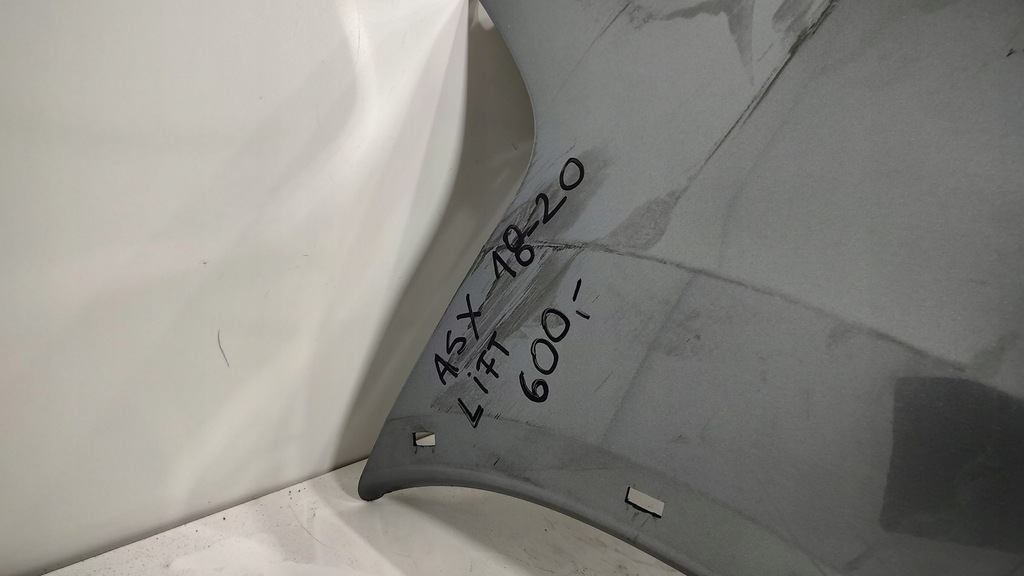 ASX 18-20
LiFT
600,-